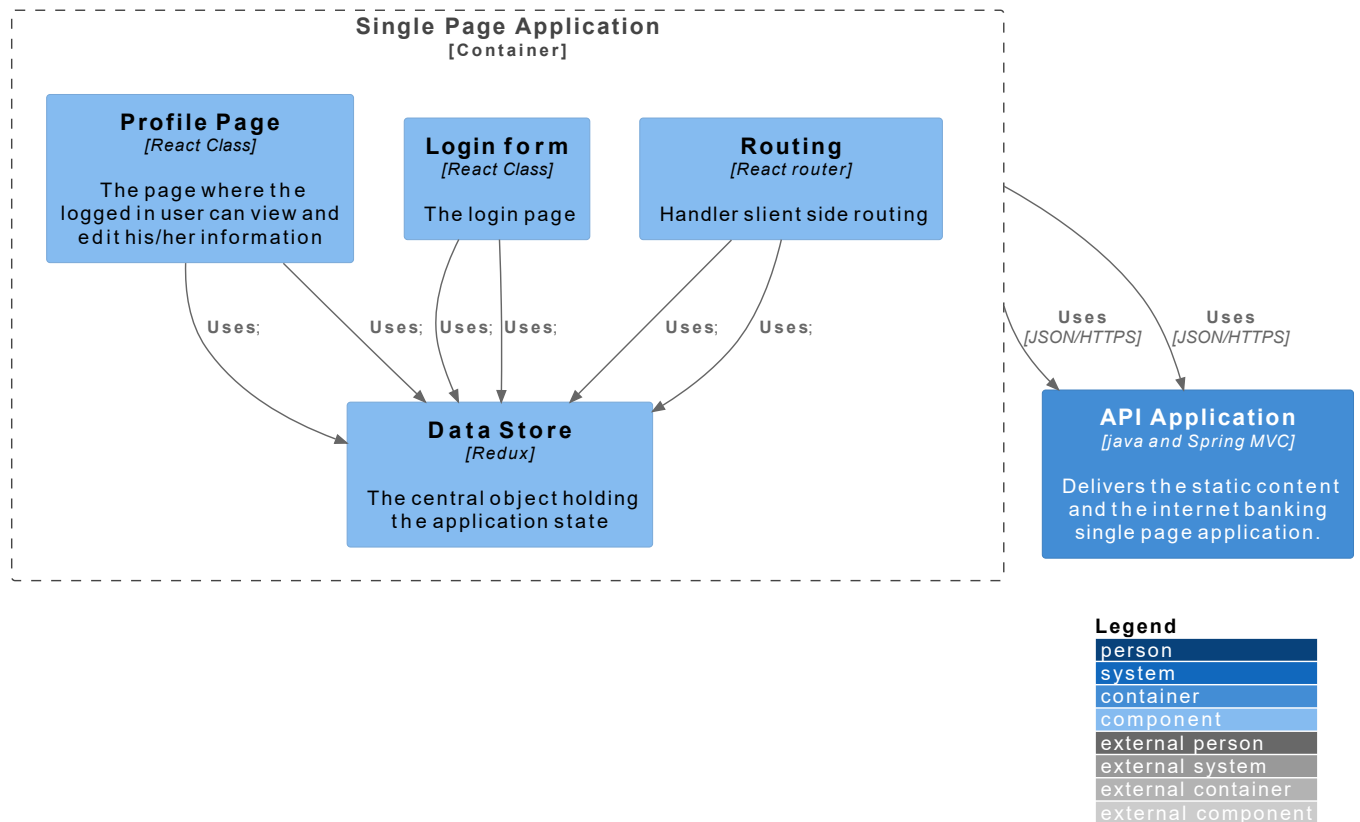 Single Page Application
[Container]
Profile Page
[React Class]
The page where the
logged in user can view and
edit his/her information
Login form
[React Class]
The login page
Routing
[React router]
Handler slient side routing
Uses;
Uses;
Uses;
Uses;
Uses;
Uses;
Uses
[JSON/HTTPS]
Uses
[JSON/HTTPS]
Data Store
[Redux]
The central object holding
the application state
API Application
[java and Spring MVC]
Delivers the static content
and the internet banking
single page application.
Legend
person
system
container
component
external person
external system
external container
external component